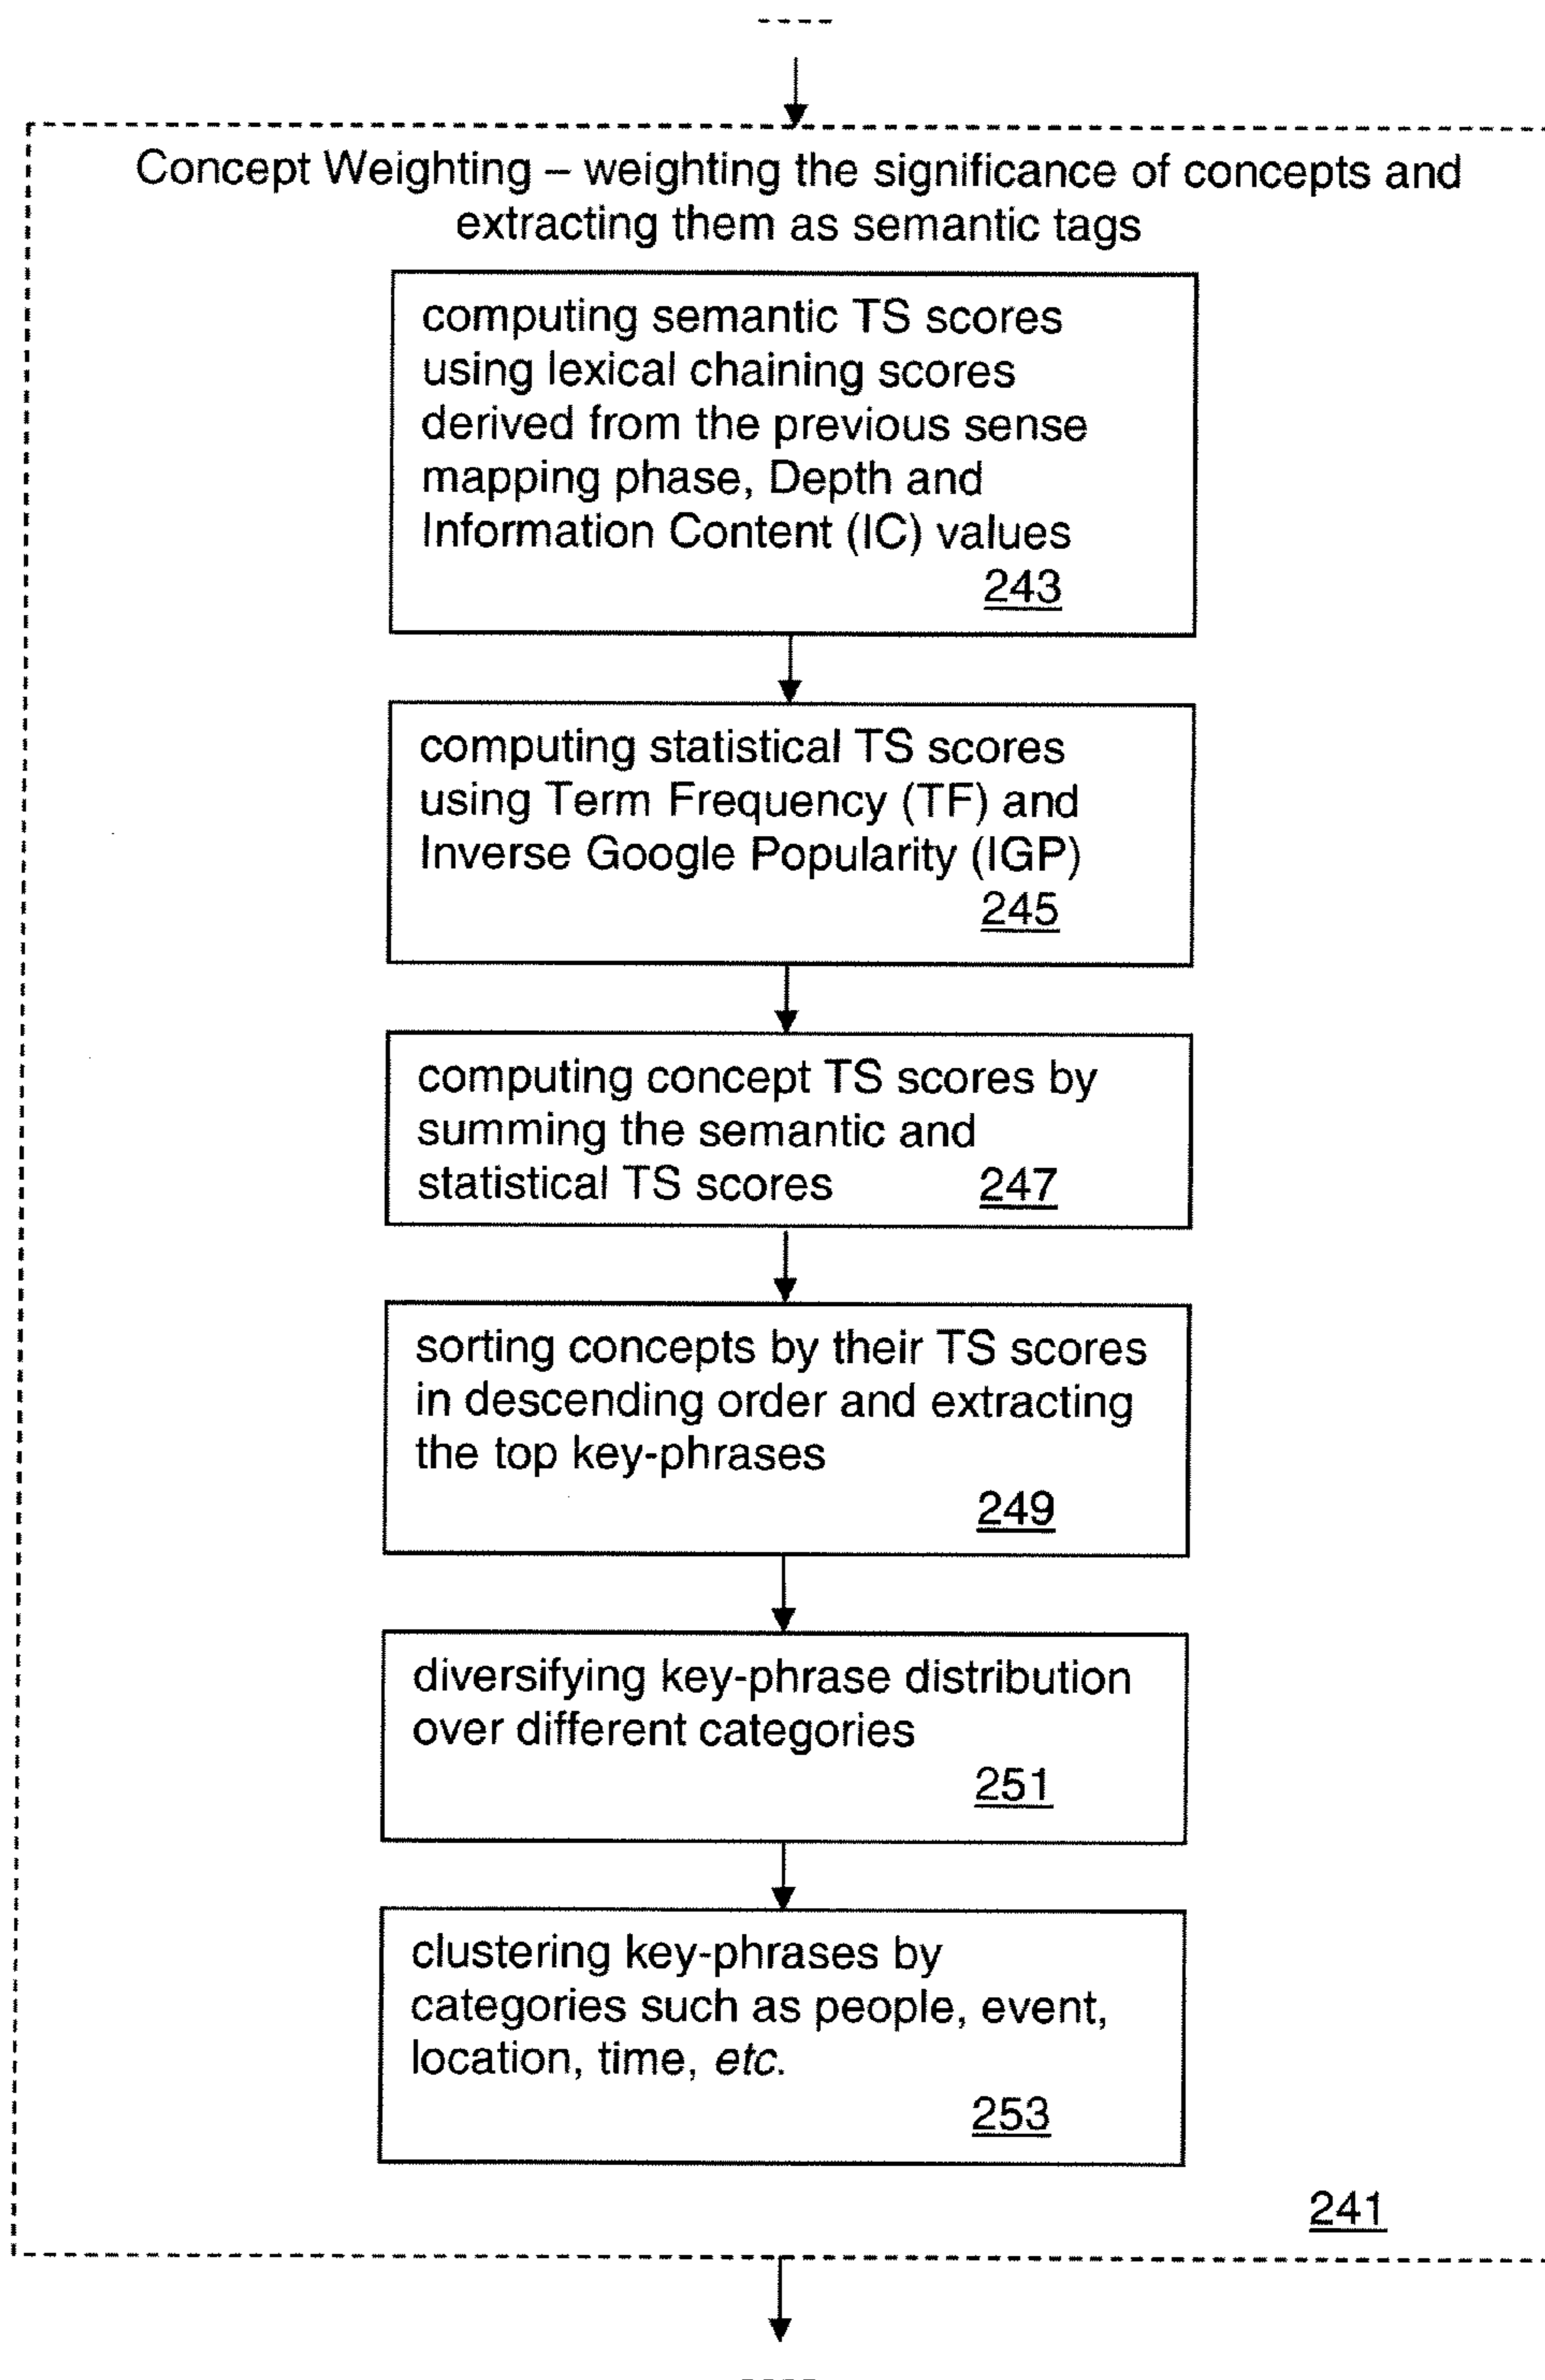 Concept Weighting – weighting the significance of concepts and
extracting them as semantic tags
computing semantic TS scores
using lexical chaining scores
derived from the previous sense
mapping phase, Depth and
Information Content (IC) values
243
computing statistical TS scores
using Term Frequency (TF) and
Inverse Google Popularity (IGP)
245
computing concept TS scores by
summing the semantic and
statistical TS scores 247
sorting concepts by their TS scores
in descending order and extracting
the top key-phrases
249
diversifying key-phrase distribution
over different categories
251
clustering key-phrases by
categories such as people, event,
location, time, etc.
253
241